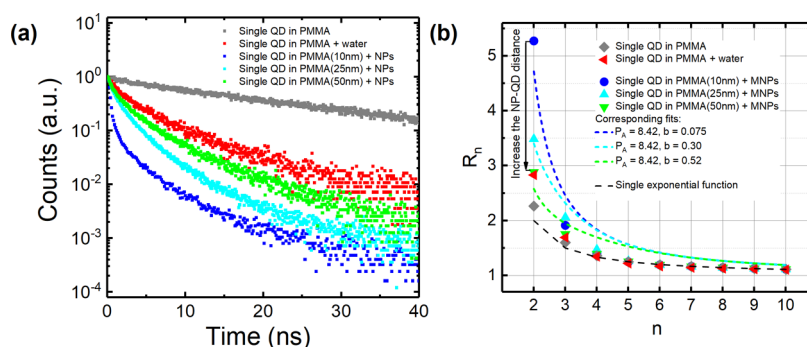 (a)
10¹
10⁰
10⁻¹
10⁻²
10⁻³
10⁻⁴
Counts (a.u.)
Single QD in PMMA
Single QD in PMMA + water
Single QD in PMMA(10nm) + NPs
Single QD in PMMA(25nm) + NPs
Single QD in PMMA(50nm) + NPs
0 10 20 30 40
Time (ns)
(b)
5
4
3
2
1
Rₙ
Increase the NP-QD distance
Single QD in PMMA
Single QD in PMMA + water
Single QD in PMMA(10nm) + MNPs
Single QD in PMMA(25nm) + MNPs
Single QD in PMMA(50nm) + MNPs
Corresponding fits:
P_A = 8.42, b = 0.075
P_A = 8.42, b = 0.30
P_A = 8.42, b = 0.52
Single exponential function
2 3 4 5 6 7 8 9 10
n